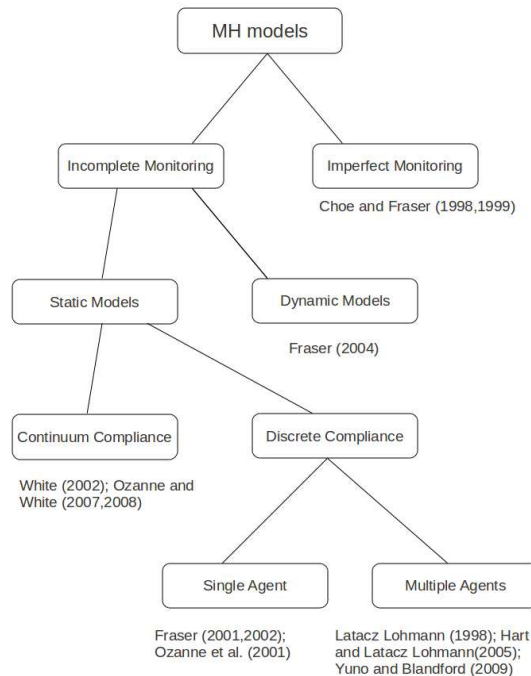 MH models
Incomplete Monitoring
Imperfect Monitoring
Choe and Fraser (1998,1999)
Static Models
Dynamic Models
Fraser (2004)
Continuum Compliance
Discrete Compliance
White (2002); Ozanne and
White (2007,2008)
Single Agent
Multiple Agents
Fraser (2001,2002);
Ozanne et al. (2001)
Latacz Lohmann (1998); Hart
and Latacz Lohmann(2005);
Yuno and Blandford (2009)